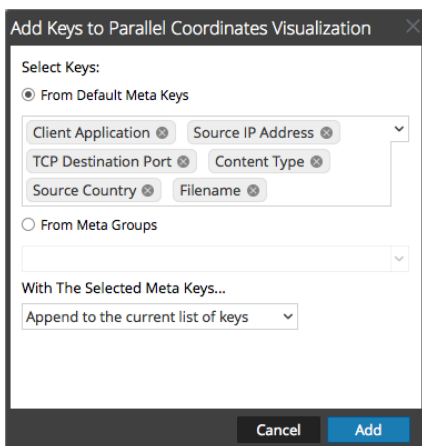 Add Keys to Parallel Coordinates Visualization
Select Keys:
From Default Meta Keys
Client Application Source IP Address
TCP Destination Port Content Type
Source Country Filename
From Meta Groups
With The Selected Meta Keys...
Append to the current list of keys
Cancel Add